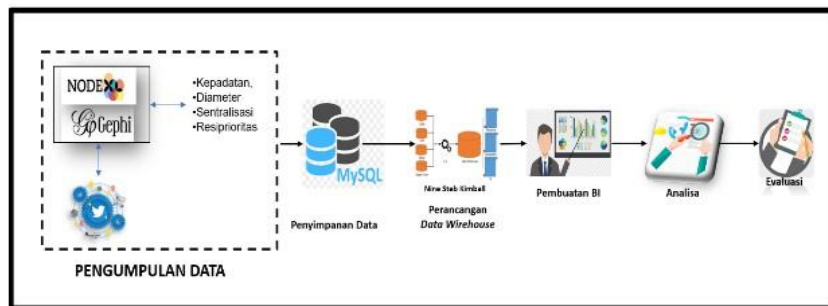 NODEXL
Gephi
•Kepadatan,
•Diameter
•Sentralisasi
•Resiprioritas
PENGUMPULAN DATA
MySQL
Penyimpanan Data
Nine Steb Kimball
Perancangan
Data Wirehouse
Pembuatan BI
Analisa
Evaluasi